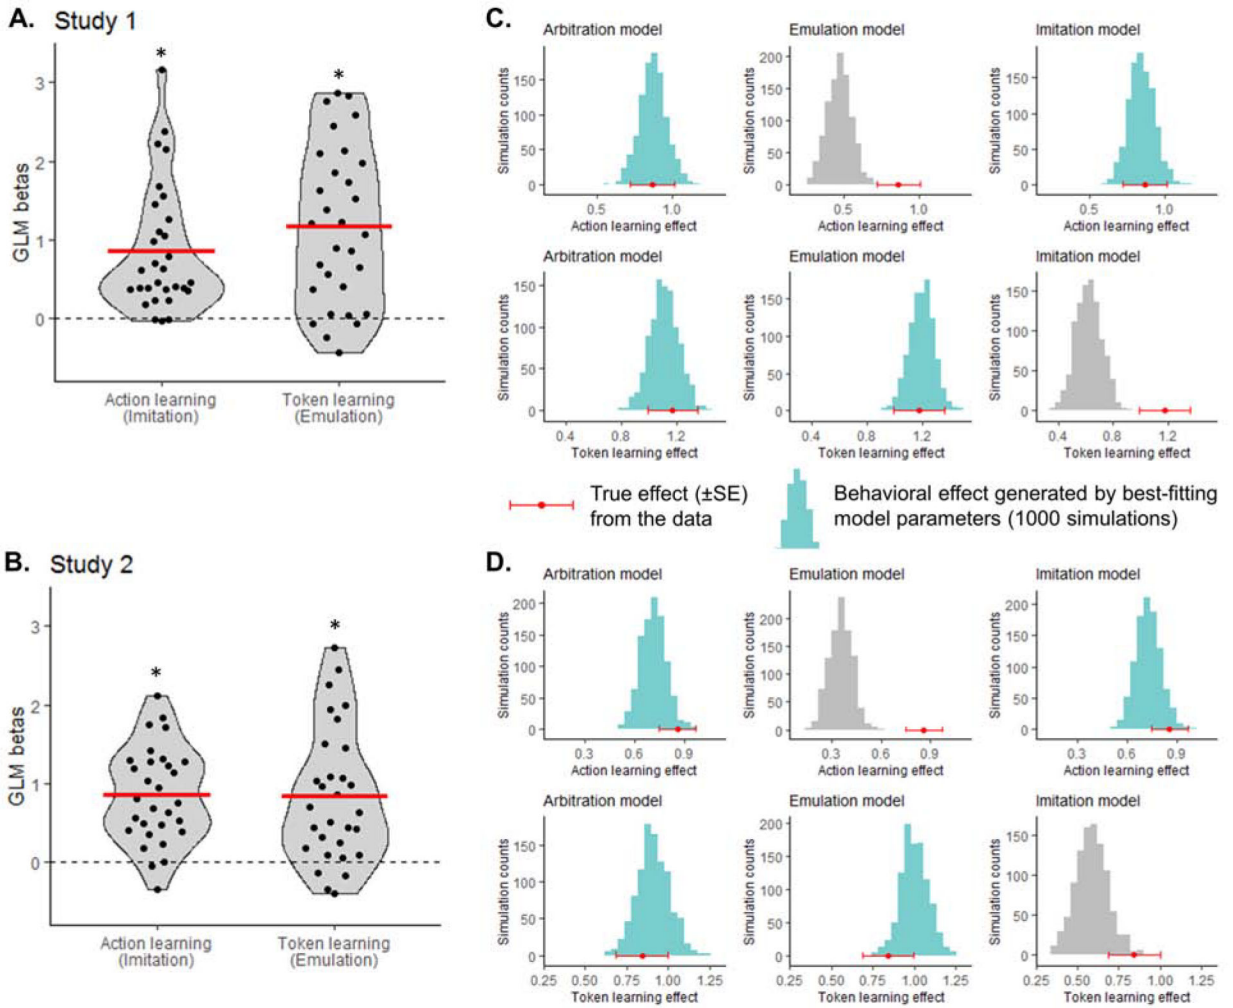 A. Study 1
*
*
3
2
1
0
GLM betas
Action learning
(Imitation)
Token learning
(Emulation)
C.
Arbitration model
Simulation counts
150
100
50
0
0.5 1.0
Action learning effect
Emulation model
Simulation counts
200
150
100
50
0
0.5 1.0
Action learning effect
Imitation model
Simulation counts
150
100
50
0
0.5 1.0
Action learning effect
Arbitration model
Simulation counts
150
100
50
0
0.4 0.8 1.2
Token learning effect
Emulation model
Simulation counts
150
100
50
0
0.4 0.8 1.2
Token learning effect
Imitation model
Simulation counts
150
100
50
0
0.4 0.8 1.2
Token learning effect
True effect (±SE)
from the data
Behavioral effect generated by best-fitting
model parameters (1000 simulations)
B. Study 2
*
*
3
2
1
0
GLM betas
Action learning
(Imitation)
Token learning
(Emulation)
D.
Arbitration model
Simulation counts
200
150
100
50
0
0.3 0.6 0.9
Action learning effect
Emulation model
Simulation counts
200
150
100
50
0
0.3 0.6 0.9
Action learning effect
Imitation model
Simulation counts
200
150
100
50
0
0.3 0.6 0.9
Action learning effect
Arbitration model
Simulation counts
150
100
50
0
0.25 0.50 0.75 1.00 1.25
Token learning effect
Emulation model
Simulation counts
200
150
100
50
0
0.25 0.50 0.75 1.00 1.25
Token learning effect
Imitation model
Simulation counts
150
100
50
0
0.25 0.50 0.75 1.00 1.25
Token learning effect